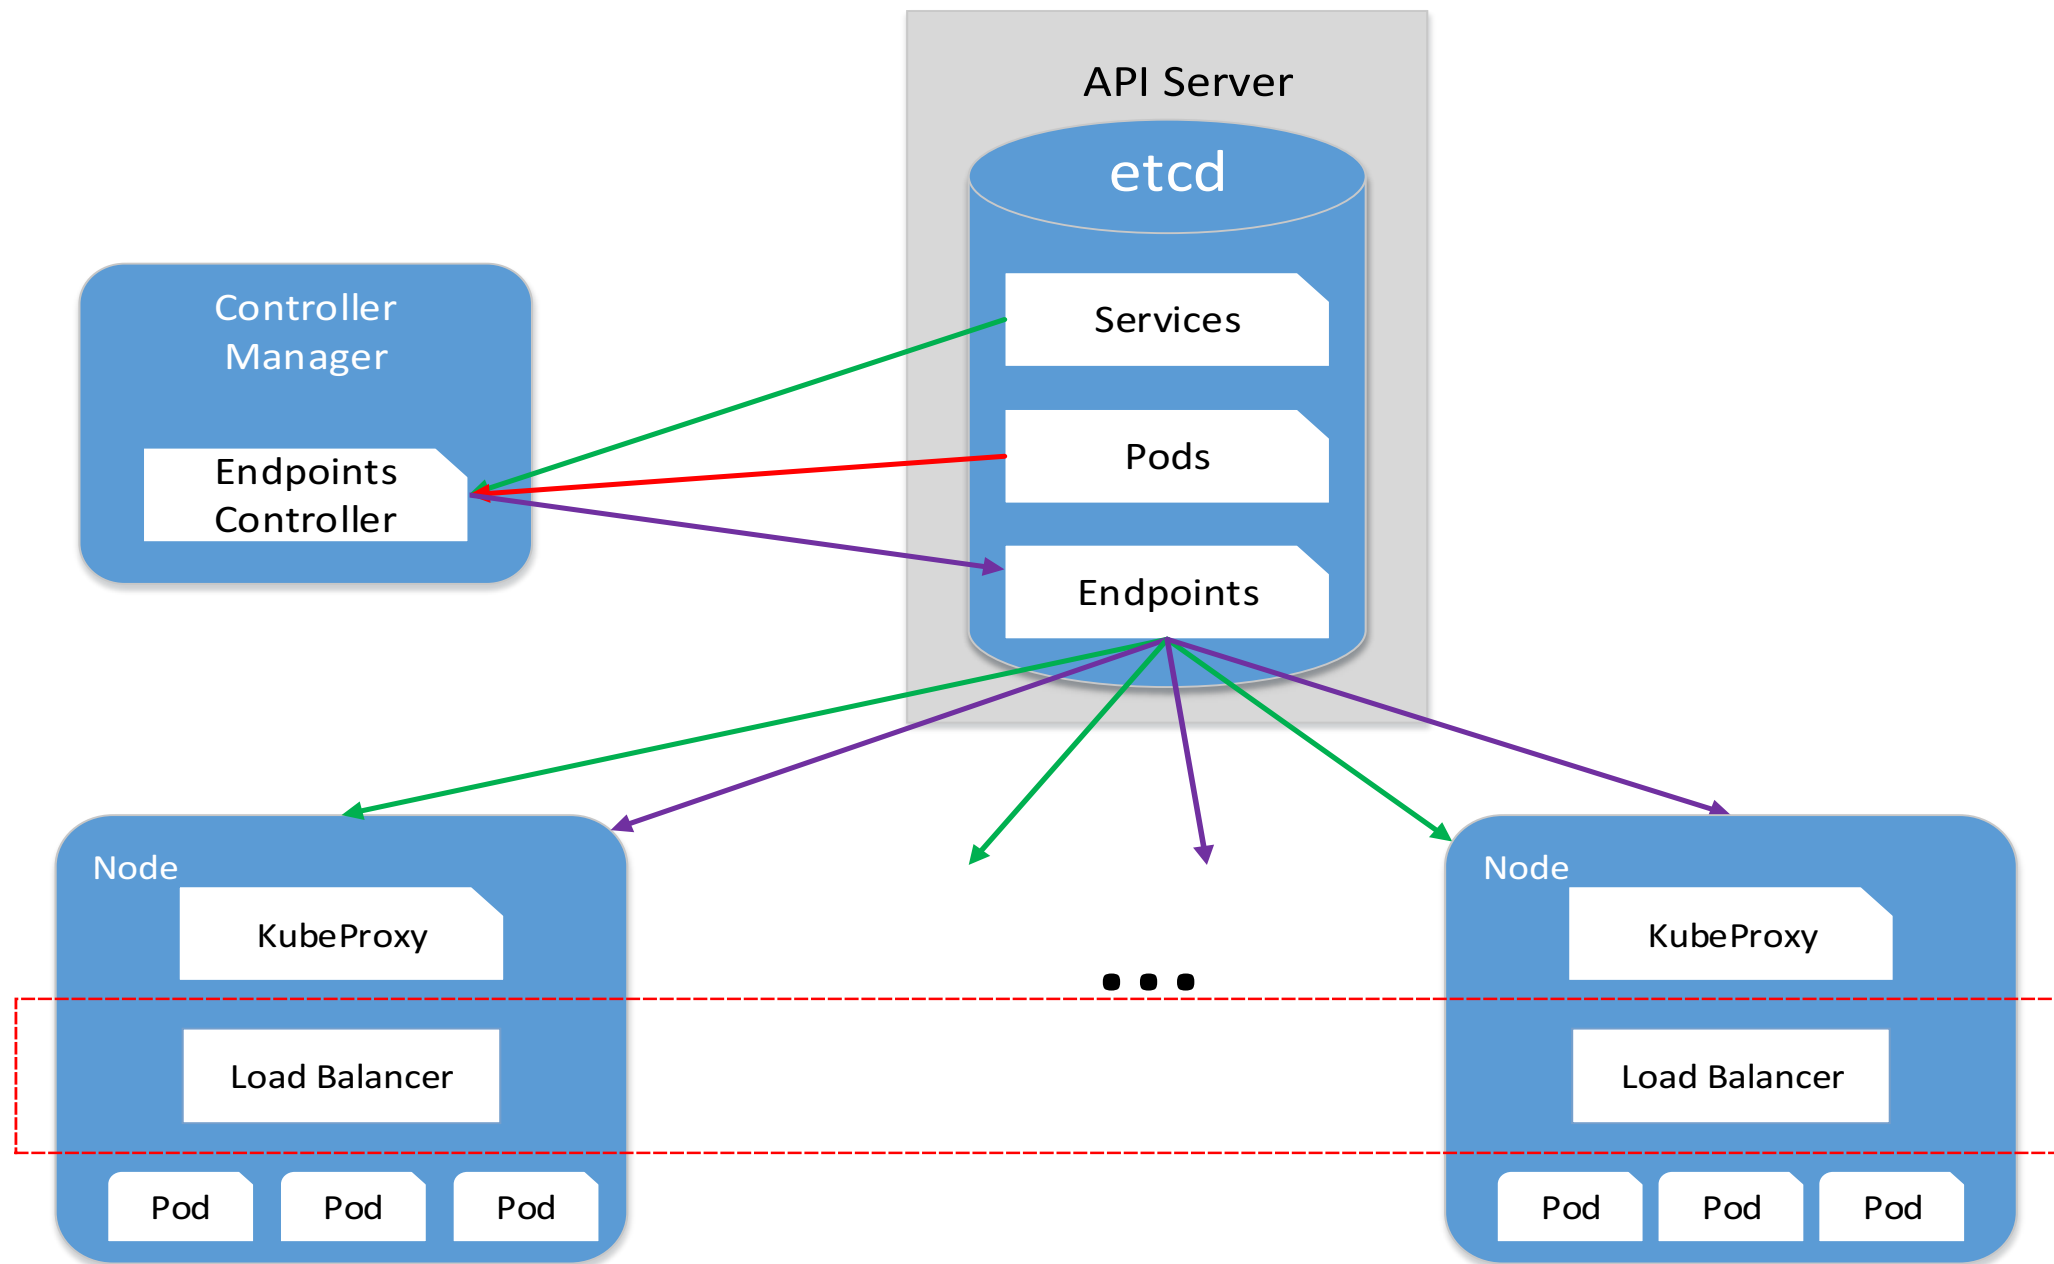 API Server
etcd
Services
Pods
Endpoints
Controller
Manager
Endpoints
Controller
Node
KubeProxy
Load Balancer
Pod
Pod
Pod
...
Node
KubeProxy
Load Balancer
Pod
Pod
Pod